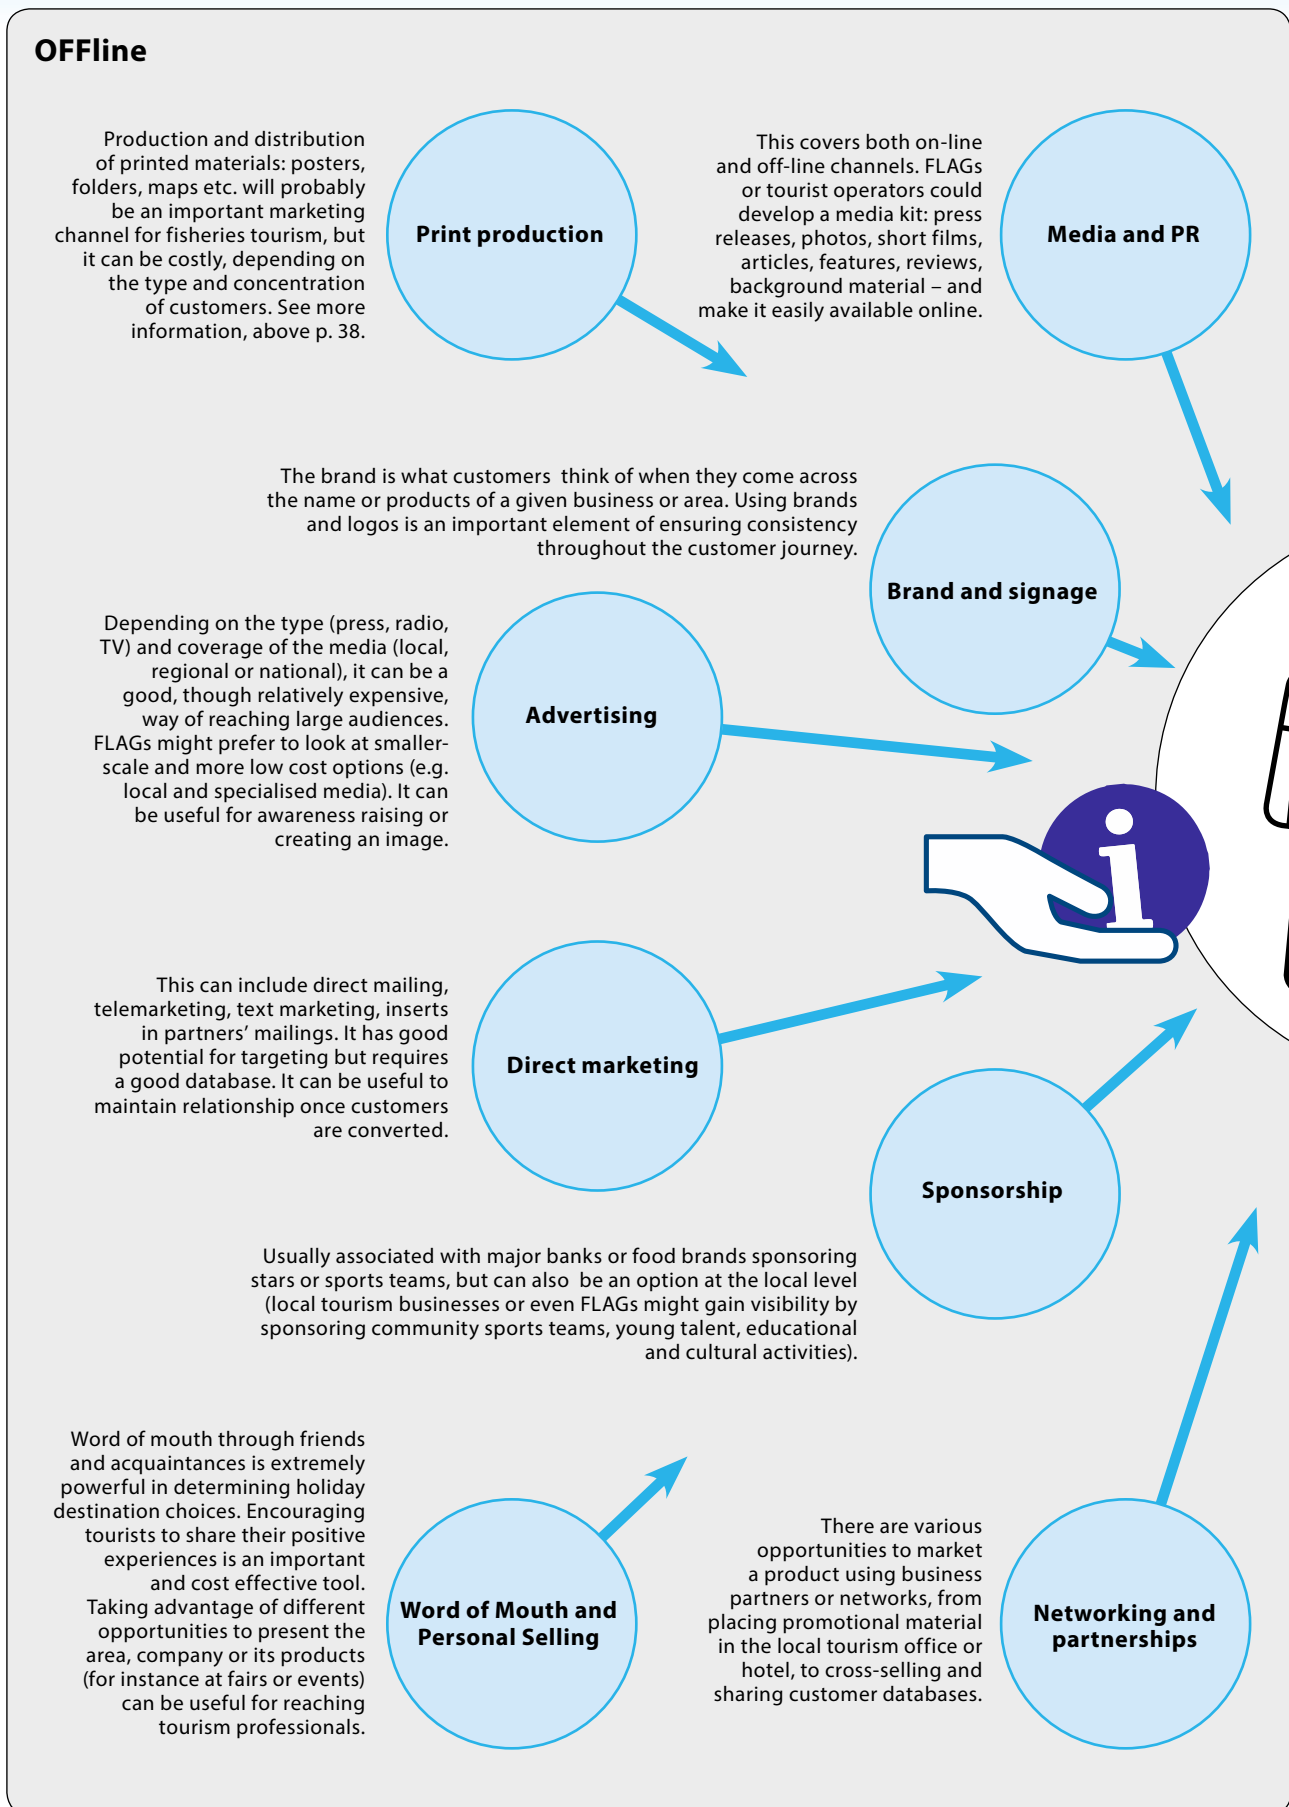 OFFline
Production and distribution
of printed materials: posters,
folders, maps etc. will probably
be an important marketing
channel for fisheries tourism, but
it can be costly, depending on
the type and concentration
of customers. See more
information, above p. 38.
Print production
This covers both on-line
and off-line channels. FLAGs
or tourist operators could
develop a media kit: press
releases, photos, short films,
articles, features, reviews,
background material – and
make it easily available online.
Media and PR
The brand is what customers  think of when they come across
the name or products of a given business or area. Using brands
and logos is an important element of ensuring consistency
throughout the customer journey.
Brand and signage
Depending on the type (press, radio,
TV) and coverage of the media (local,
regional or national), it can be a
good, though relatively expensive,
way of reaching large audiences.
FLAGs might prefer to look at smaller-
scale and more low cost options (e.g.
local and specialised media). It can
be useful for awareness raising or
creating an image.
Advertising
i
This can include direct mailing,
telemarketing, text marketing, inserts
in partners’ mailings. It has good
potential for targeting but requires
a good database. It can be useful to
maintain relationship once customers
are converted.
Direct marketing
Sponsorship
Usually associated with major banks or food brands sponsoring
stars or sports teams, but can also  be an option at the local level
(local tourism businesses or even FLAGs might gain visibility by
sponsoring community sports teams, young talent, educational
and cultural activities).
Word of mouth through friends
and acquaintances is extremely
powerful in determining holiday
destination choices. Encouraging
tourists to share their positive
experiences is an important
and cost effective tool.
Taking advantage of different
opportunities to present the
area, company or its products
(for instance at fairs or events)
can be useful for reaching
tourism professionals.
Word of Mouth and
Personal Selling
There are various
opportunities to market
a product using business
partners or networks, from
placing promotional material
in the local tourism office or
hotel, to cross-selling and
sharing customer databases.
Networking and
partnerships